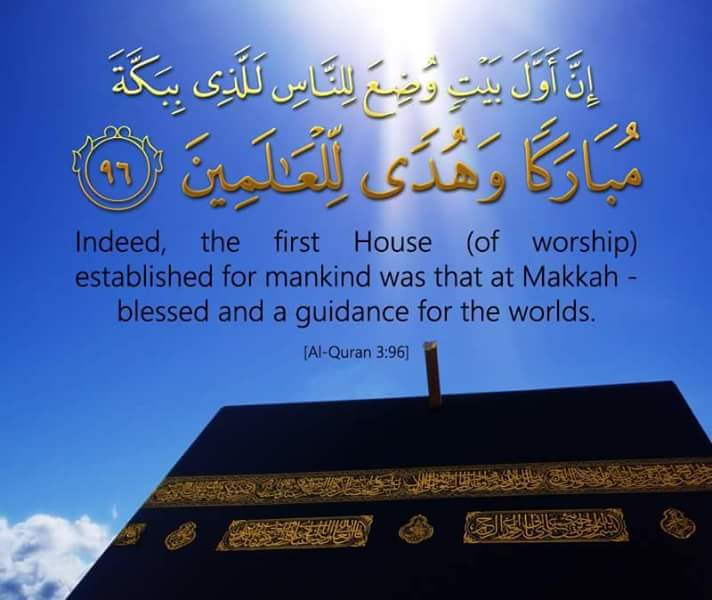 إِنَّ أَوَّلَ بَيْتٍ وُضِعَ لِلنَّاسِ لَلَّذِى بِبَكَّةَ
مُبَارَكًا وَهُدًى لِّلْعَـٰلَمِينَ ٩٦
Indeed, the first House (of worship)
established for mankind was that at Makkah -
blessed and a guidance for the worlds.
[Al-Quran 3:96]